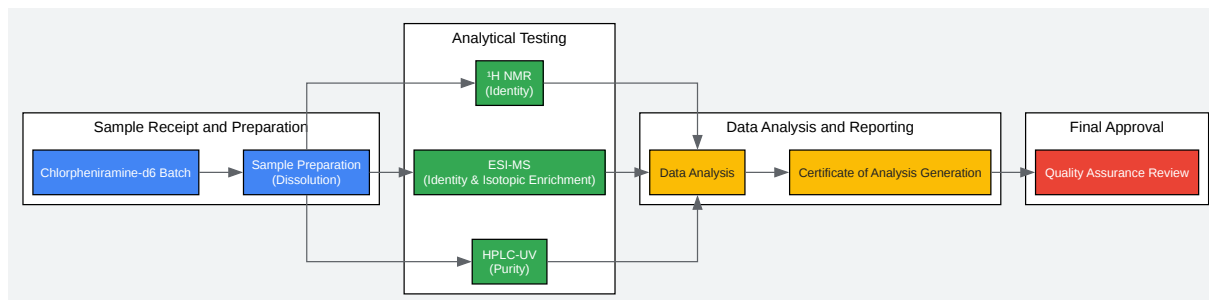 Sample Receipt and Preparation
Chlorpheniramine-d6 Batch
Sample Preparation
(Dissolution)
Analytical Testing
¹H NMR
(Identity)
ESI-MS
(Identity & Isotopic Enrichment)
HPLC-UV
(Purity)
Data Analysis and Reporting
Data Analysis
Certificate of Analysis Generation
Final Approval
Quality Assurance Review